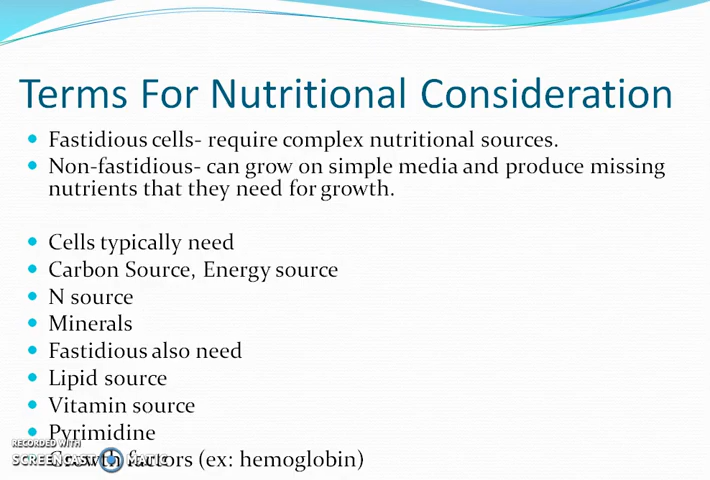 Terms For Nutritional Consideration
Fastidious cells- require complex nutritional sources.
Non-fastidious- can grow on simple media and produce missing
nutrients that they need for growth.
Cells typically need
Carbon Source, Energy source
N source
Minerals
Fastidious also need
Lipid source
Vitamin source
Pyrimidine
RECORDED WITH
Growth factors (ex: hemoglobin)
SCREENCAST MATIC